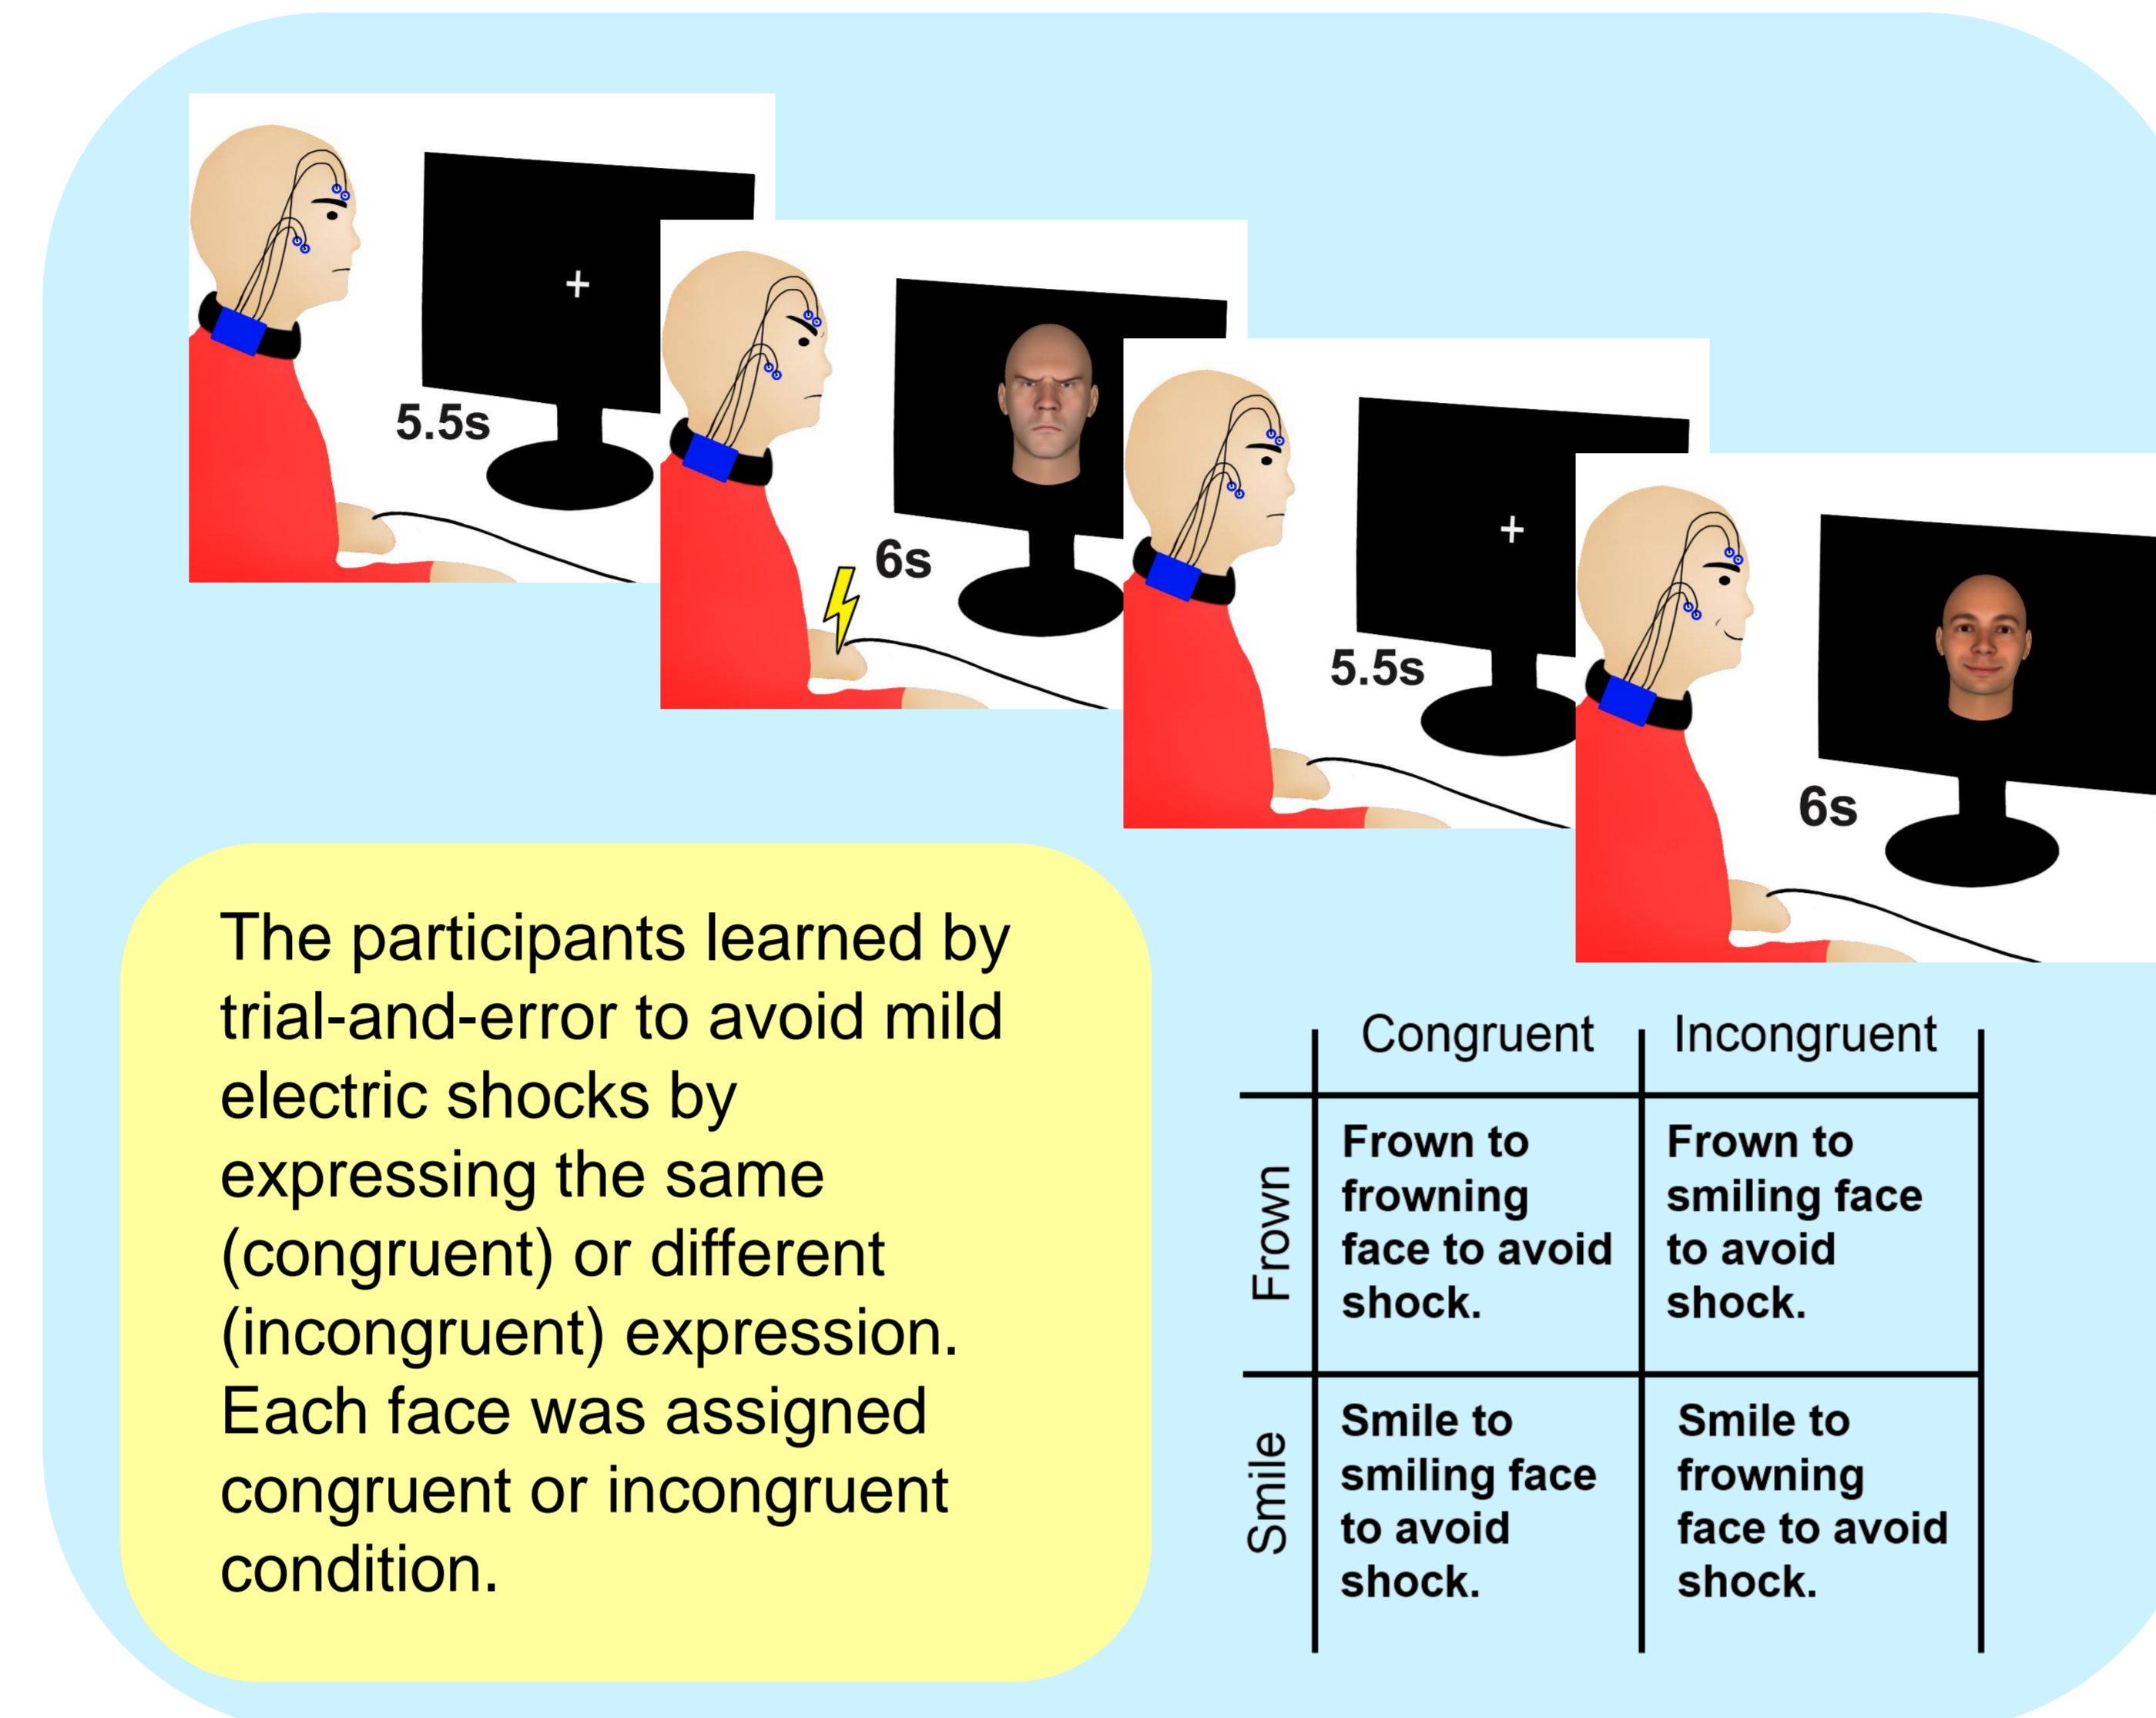 5.5s
6s
5.5s
6s
The participants learned by
trial-and-error to avoid mild
electric shocks by
expressing the same
(congruent) or different
(incongruent) expression.
Each face was assigned
congruent or incongruent
condition.
Congruent Incongruent
Frown
Frown to
frowning
face to avoid
shock.
Frown to
smiling face
to avoid
shock.
Smile
Smile to
smiling face
to avoid
shock.
Smile to
frowning
face to avoid
shock.